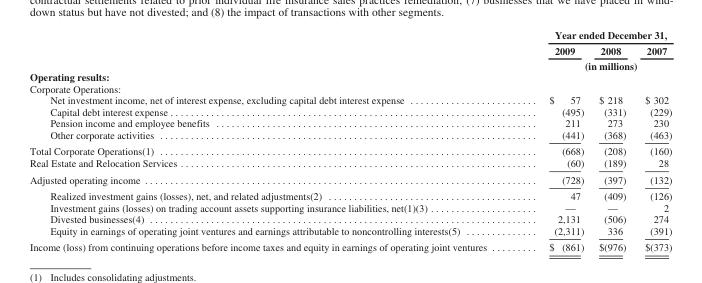 contractual settlements related to prior individual life insurance sales practices remediation; (7) businesses that we have placed in wind-
down status but have not divested; and (8) the impact of transactions with other segments.
Year ended December 31,
2009 2008 2007
(in millions)
Operating results:
Corporate Operations:
Net investment income, net of interest expense, excluding capital debt interest expense $ 57 $ 218 $ 302
Capital debt interest expense (495) (331) (229)
Pension income and employee benefits 211 273 230
Other corporate activities (441) (368) (463)
Total Corporate Operations(1) (668) (208) (160)
Real Estate and Relocation Services (60) (189) 28
Adjusted operating income (728) (397) (132)
Realized investment gains (losses), net, and related adjustments(2) 47 (409) (126)
Investment gains (losses) on trading account assets supporting insurance liabilities, net(1)(3) — — 2
Divested businesses(4) 2,131 (506) 274
Equity in earnings of operating joint ventures and earnings attributable to noncontrolling interests(5) (2,311) 336 (391)
Income (loss) from continuing operations before income taxes and equity in earnings of operating joint ventures $ (861) $(976) $(373)
(1) Includes consolidating adjustments.